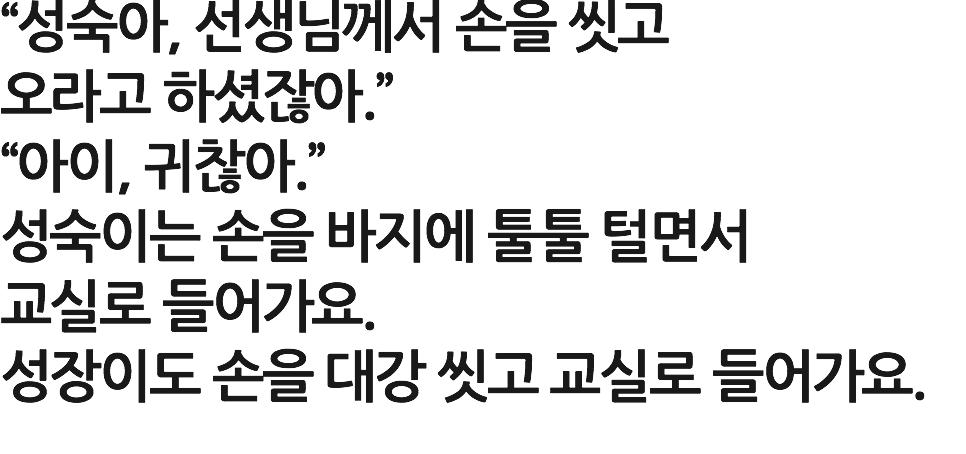 “성숙아, 선생님께서 손을 씻고
오라고 하셨잖아.”
“아이, 귀찮아.”
성숙이는 손을 바지에 툴툴 털면서
교실로 들어가요.
성장이도 손을 대강 씻고 교실로 들어가요.